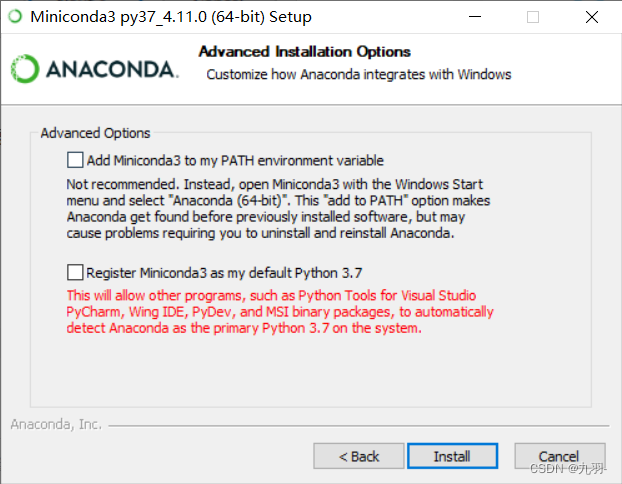 Miniconda3 py37_4.11.0 (64-bit) Setup
ANACONDA.
Advanced Installation Options
Customize how Anaconda integrates with Windows
Advanced Options
Add Miniconda3 to my PATH environment variable
Not recommended. Instead, open Miniconda3 with the Windows Start
menu and select "Anaconda (64-bit)". This "add to PATH" option makes
Anaconda get found before previously installed software, but may
cause problems requiring you to uninstall and reinstall Anaconda.
Register Miniconda3 as my default Python 3.7
This will allow other programs, such as Python Tools for Visual Studio
PyCharm, Wing IDE, PyDev, and MSI binary packages, to automatically
detect Anaconda as the primary Python 3.7 on the system.
Anaconda, Inc.
< Back
Install
Cancel
CSDN @九羽